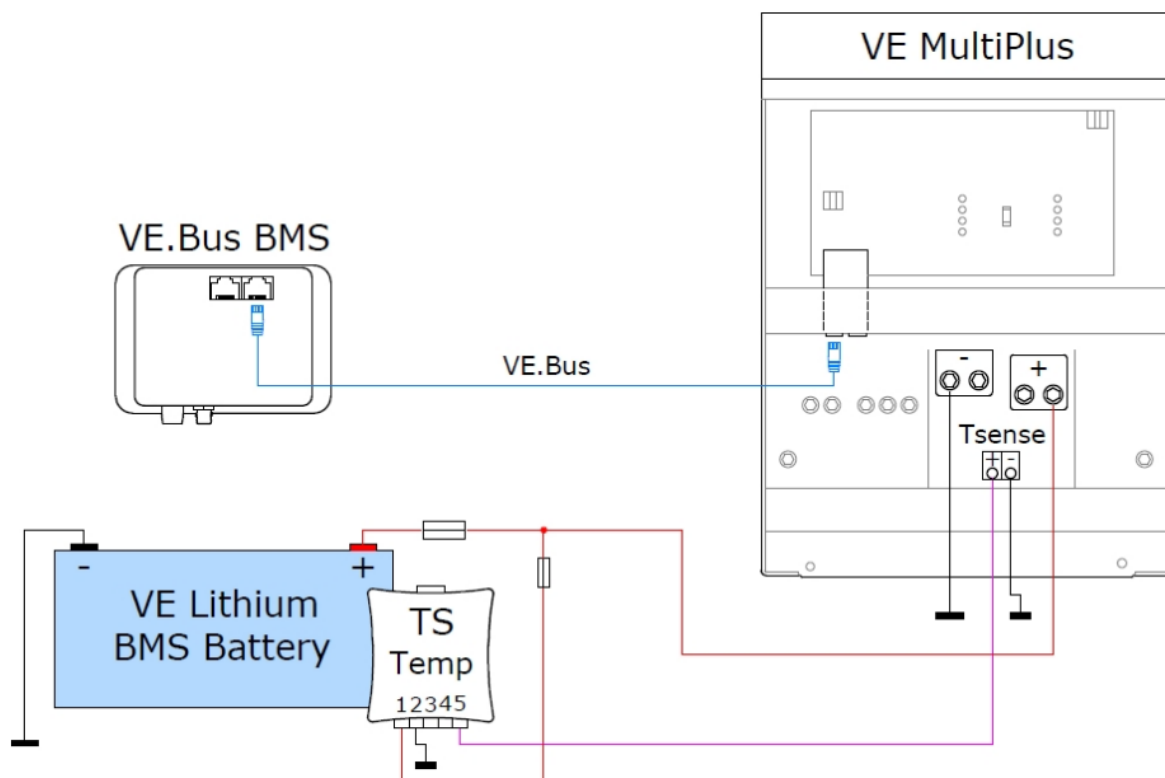 VE MultiPlus
VE.Bus BMS
VE.Bus
- +
Tsense
+ -
- +
VE Lithium
BMS Battery
TS
Temp
12345